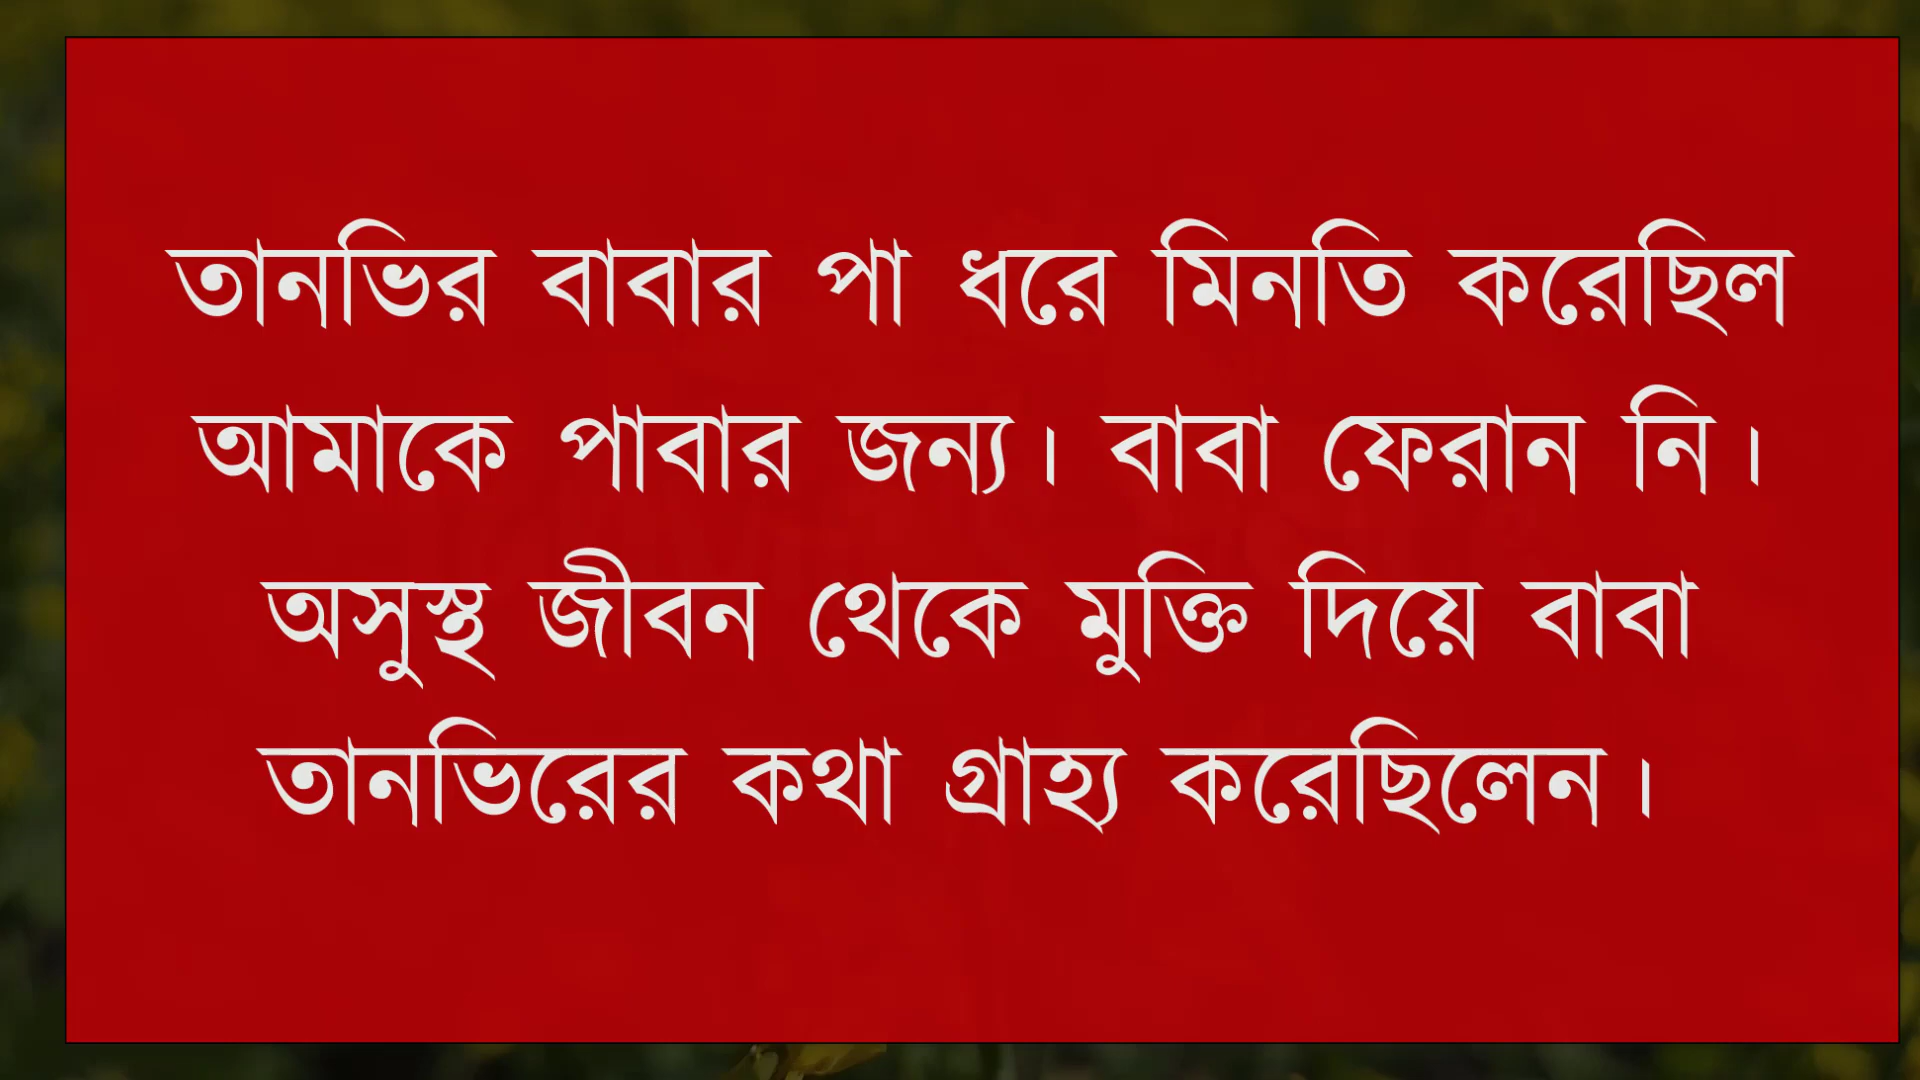 তানভির বাবার পা ধরে মিনতি করেছিল
আমাকে পাবার জন্য। বাবা ফেরান নি।
অসুস্থ জীবন থেকে মুক্তি দিয়ে বাবা
তানভিরের কথা গ্রাহ্য করেছিলেন।